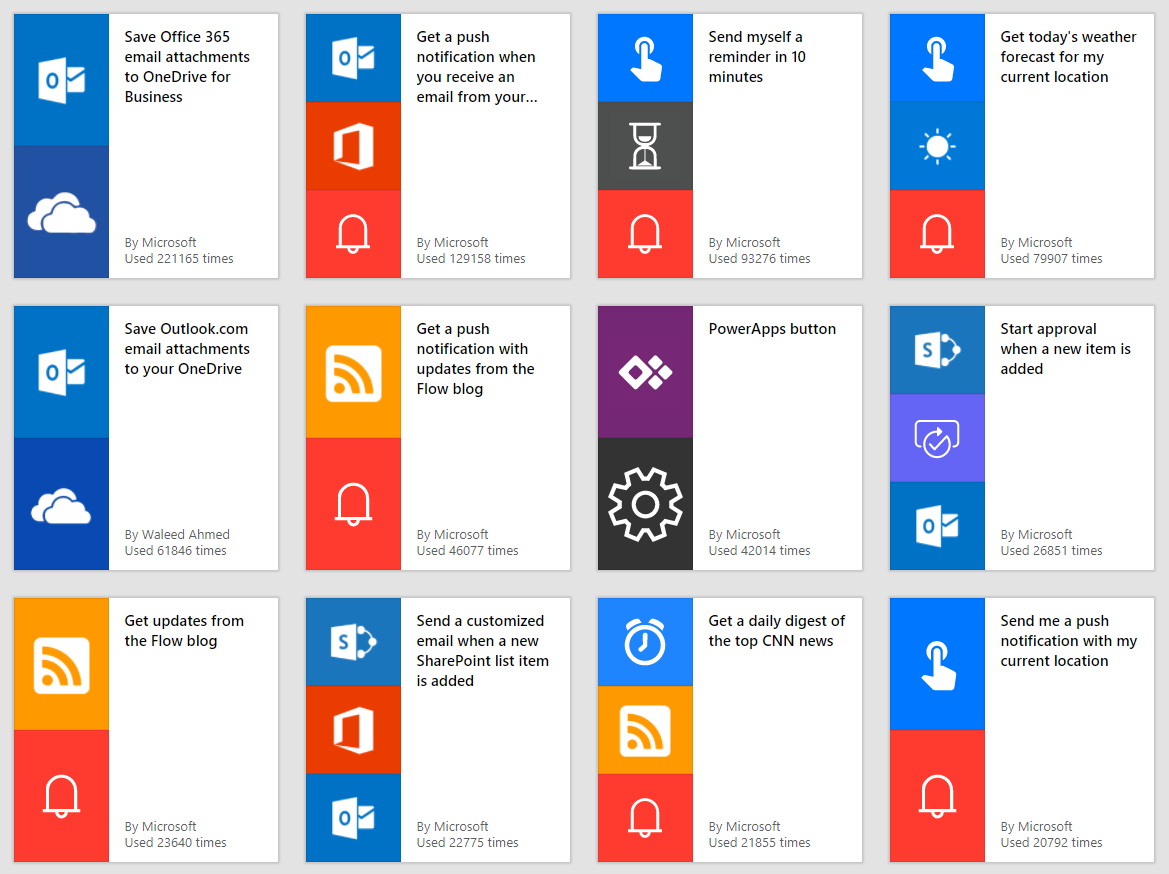 Save Office 365
email attachments
to OneDrive for
Business
By Microsoft
Used 221165 times
Get a push
notification when
you receive an
email from your...
By Microsoft
Used 129158 times
Send myself a
reminder in 10
minutes
By Microsoft
Used 93276 times
Get today's weather
forecast for my
current location
By Microsoft
Used 79907 times
Save Outlook.com
email attachments
to your OneDrive
By Waleed Ahmed
Used 61846 times
Get a push
notification with
updates from the
Flow blog
By Microsoft
Used 46077 times
PowerApps button
By Microsoft
Used 42014 times
Start approval
when a new item is
added
By Microsoft
Used 26851 times
Get updates from
the Flow blog
By Microsoft
Used 23640 times
Send a customized
email when a new
SharePoint list item
is added
By Microsoft
Used 22775 times
Get a daily digest of
the top CNN news
By Microsoft
Used 21855 times
Send me a push
notification with my
current location
By Microsoft
Used 20792 times